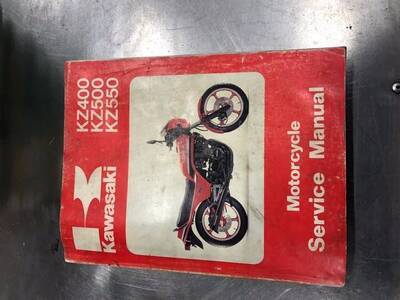 KZ400
KZ500
KZ550
Kawasaki
Motorcycle
Service Manual